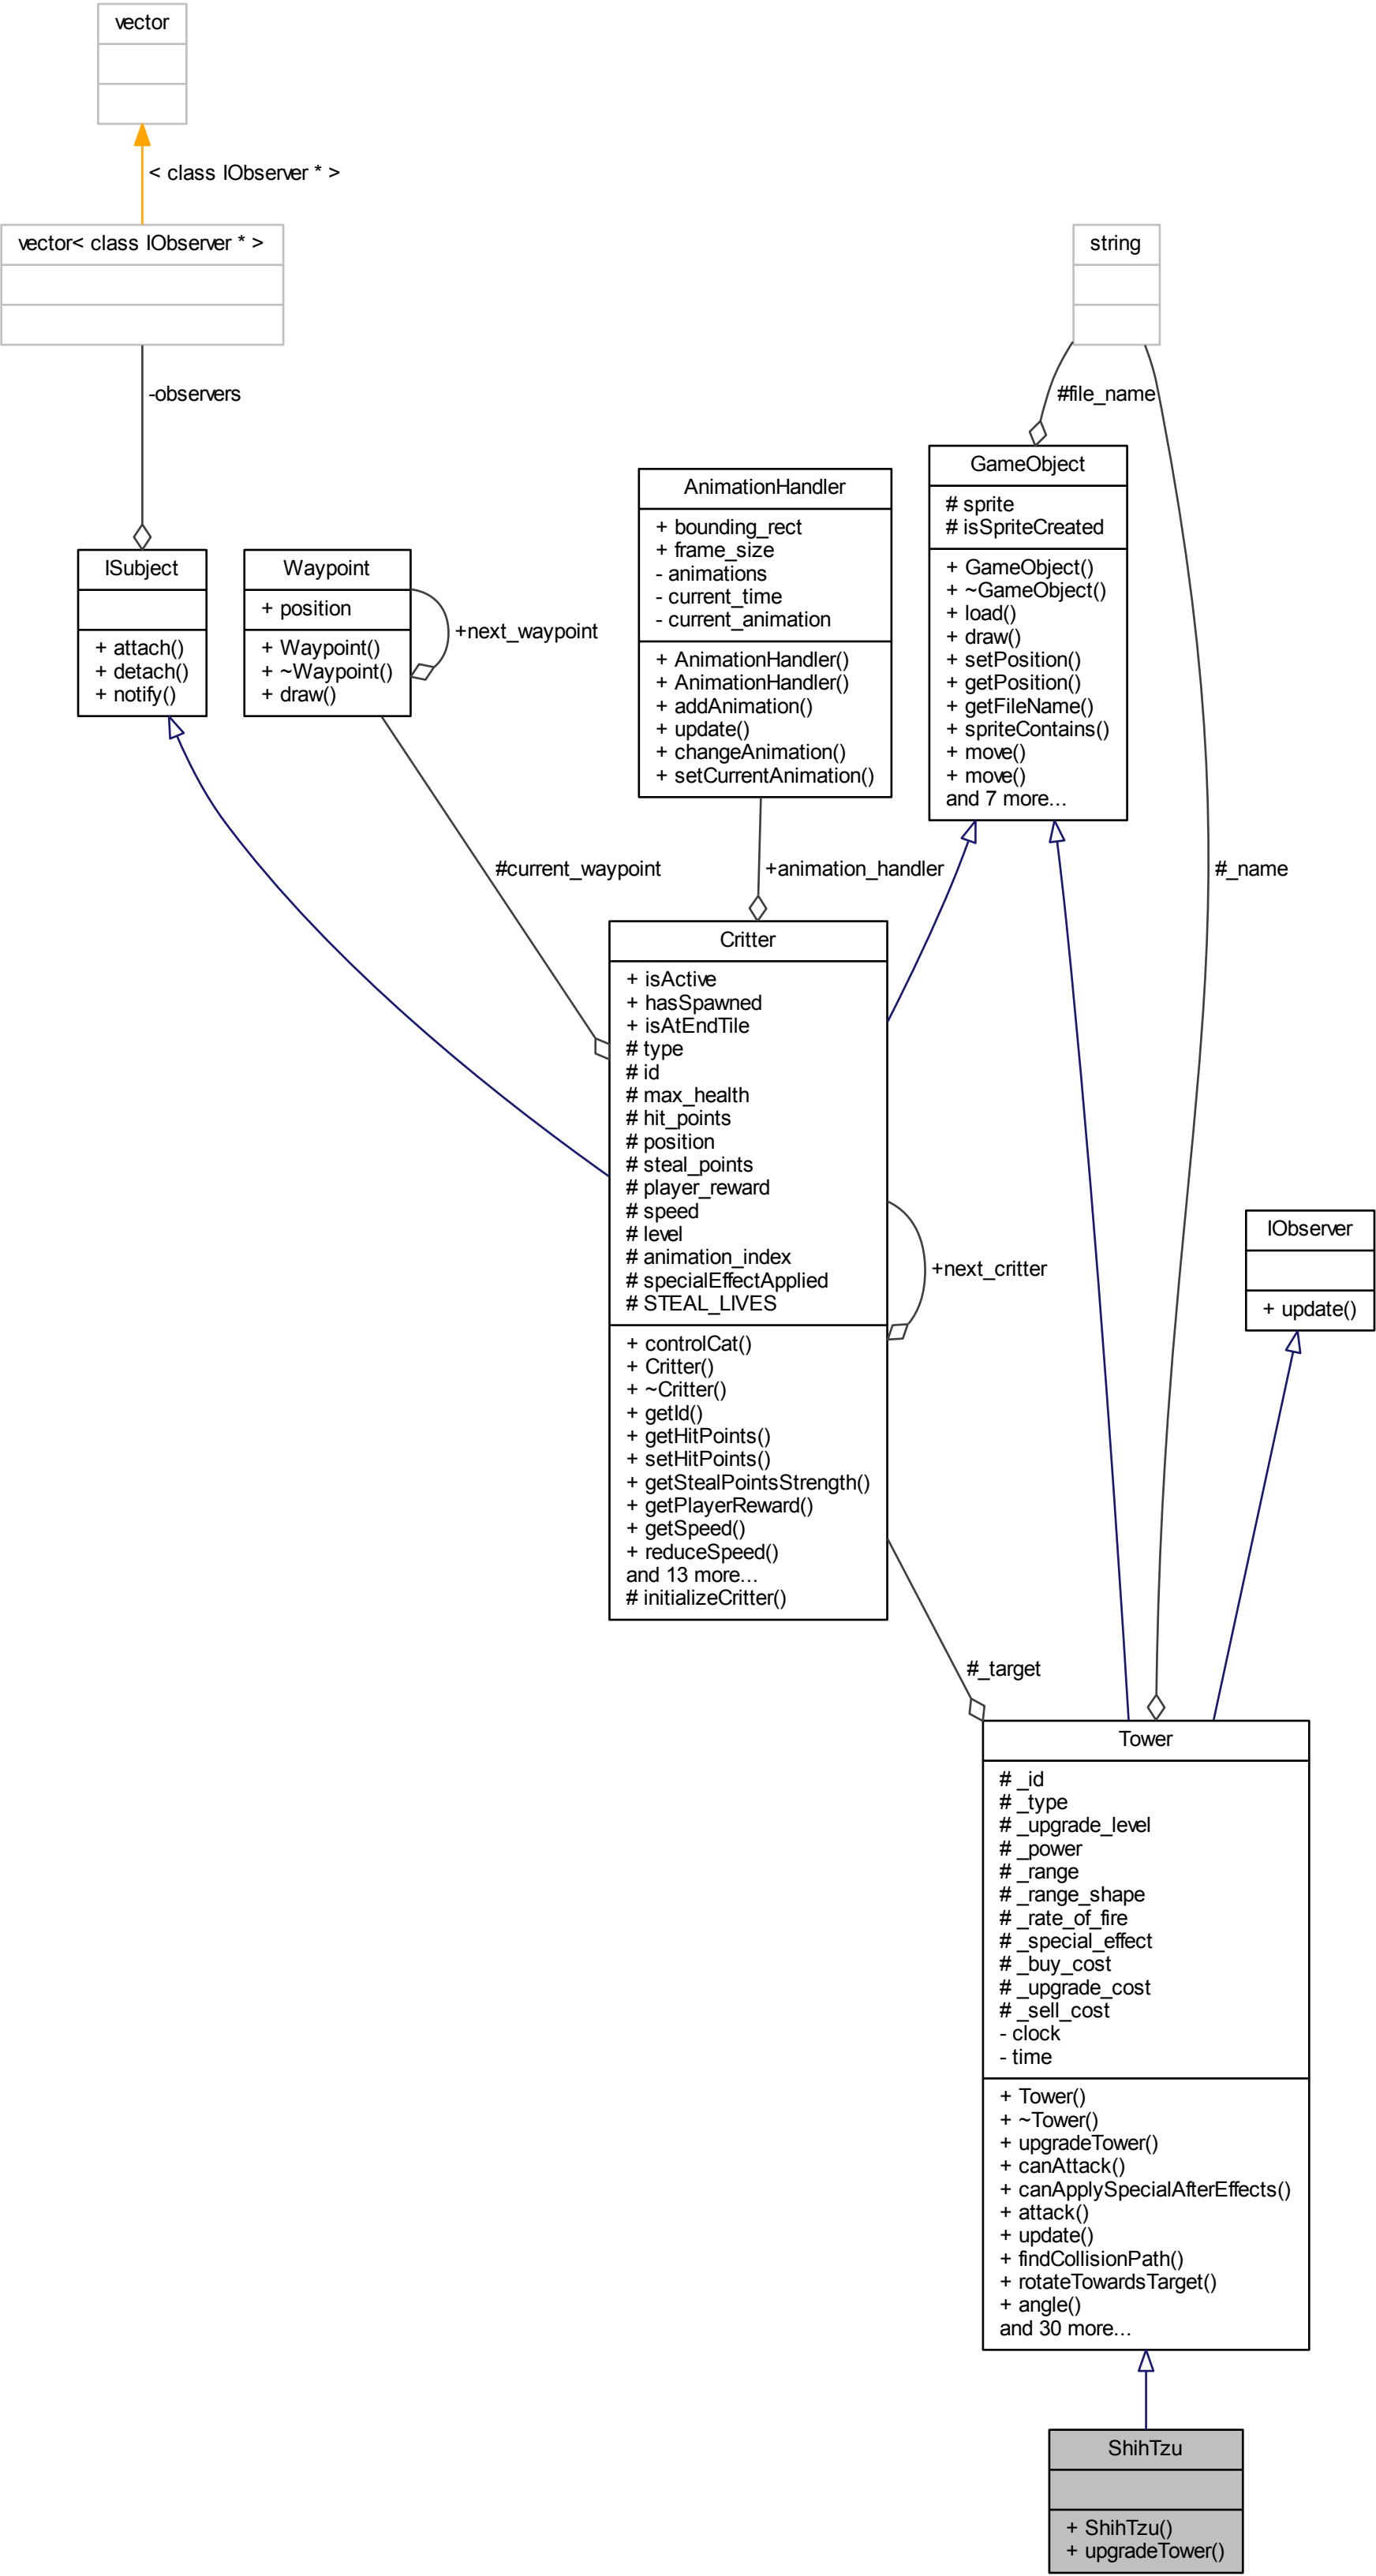 vector
< class IObserver * >
vector< class IObserver * >
string
-observers
#file_name
GameObject
# sprite
# isSpriteCreated
+ GameObject()
+ ~GameObject()
+ load()
+ draw()
+ setPosition()
+ getPosition()
+ getFileName()
+ spriteContains()
+ move()
+ move()
and 7 more...
AnimationHandler
+ bounding_rect
+ frame_size
- animations
- current_time
- current_animation
+ AnimationHandler()
+ AnimationHandler()
+ addAnimation()
+ update()
+ changeAnimation()
+ setCurrentAnimation()
ISubject
+ attach()
+ detach()
+ notify()
Waypoint
+ position
+ Waypoint()
+ ~Waypoint()
+ draw()
+next_waypoint
#current_waypoint
+animation_handler
#_name
Critter
+ isActive
+ hasSpawned
+ isAtEndTile
# type
# id
# max_health
# hit_points
# position
# steal_points
# player_reward
# speed
# level
# animation_index
# specialEffectApplied
# STEAL_LIVES
+ controlCat()
+ Critter()
+ ~Critter()
+ getId()
+ getHitPoints()
+ setHitPoints()
+ getStealPointsStrength()
+ getPlayerReward()
+ getSpeed()
+ reduceSpeed()
and 13 more...
# initializeCritter()
+next_critter
IObserver
+ update()
#_target
Tower
# _id
# _type
# _upgrade_level
# _power
# _range
# _range_shape
# _rate_of_fire
# _special_effect
# _buy_cost
# _upgrade_cost
# _sell_cost
- clock
- time
+ Tower()
+ ~Tower()
+ upgradeTower()
+ canAttack()
+ canApplySpecialAfterEffects()
+ attack()
+ update()
+ findCollisionPath()
+ rotateTowardsTarget()
+ angle()
and 30 more...
ShihTzu
+ ShihTzu()
+ upgradeTower()